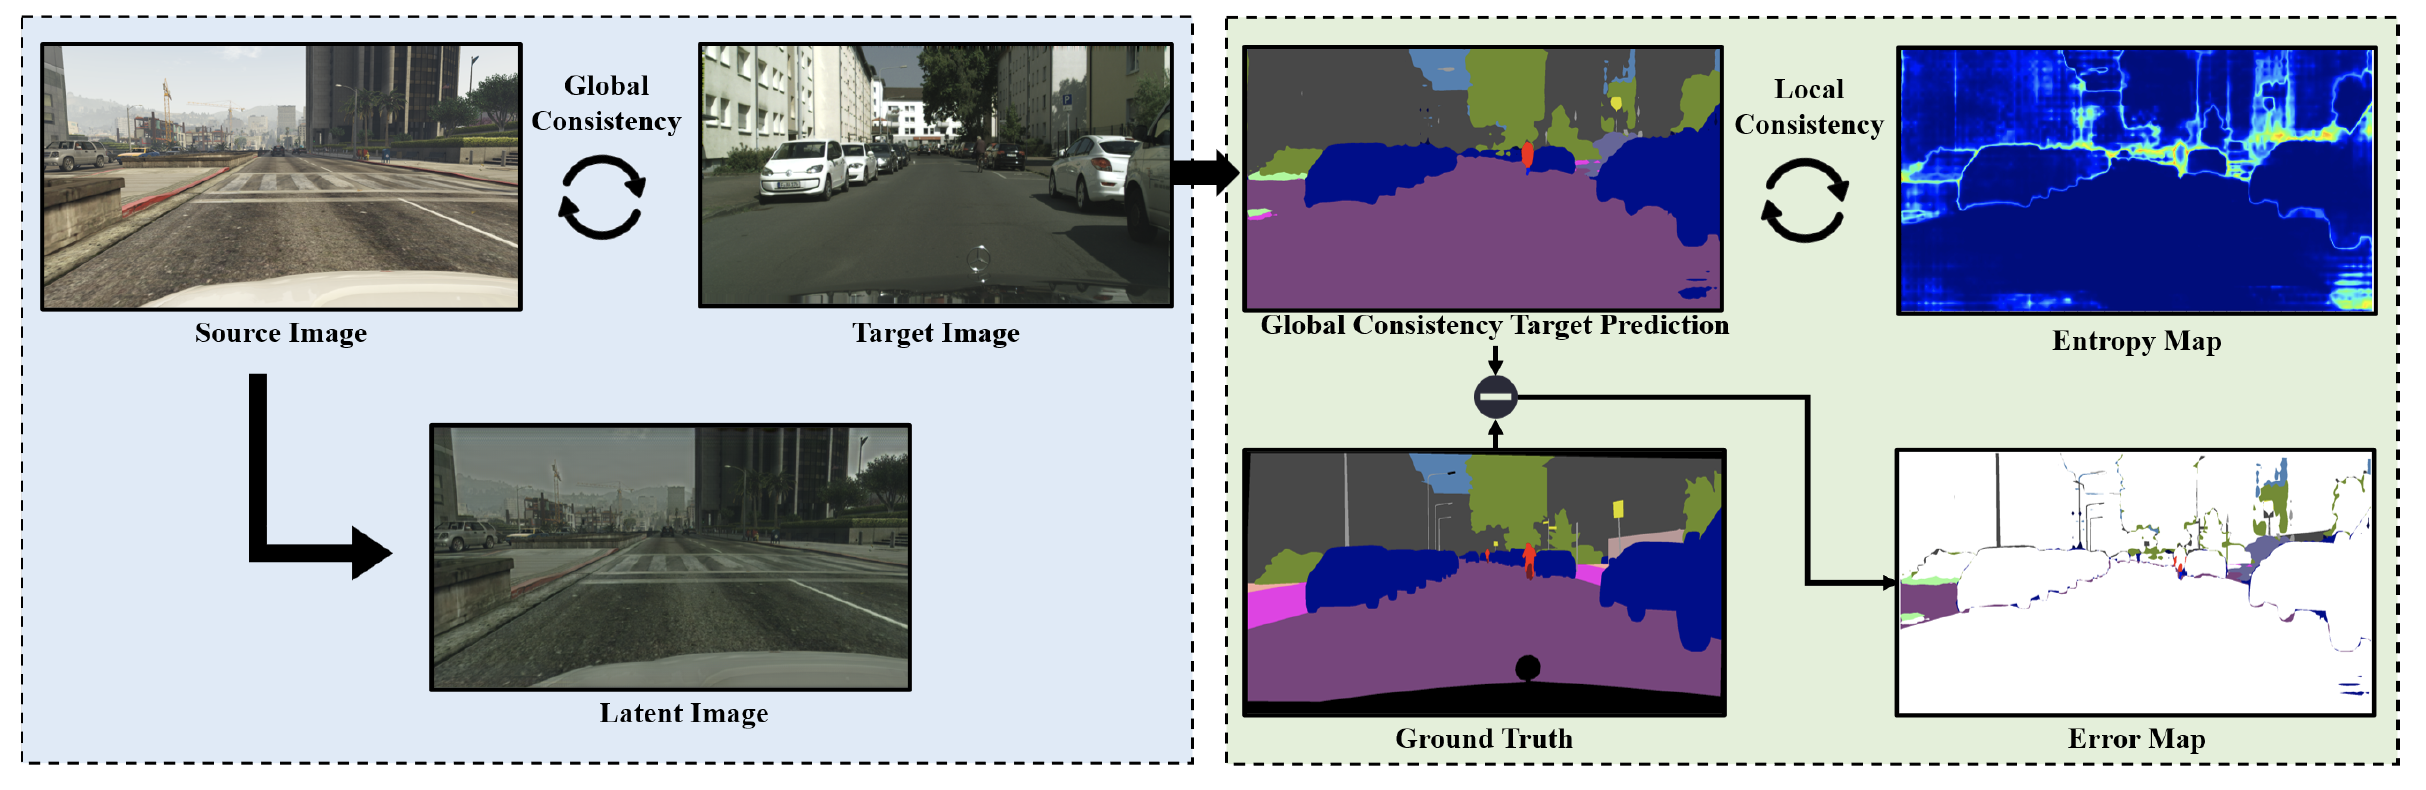 Global
Consistency
Source Image
Target Image
Latent Image
Local
Consistency
Global Consistency Target Prediction
Entropy Map
Ground Truth
Error Map